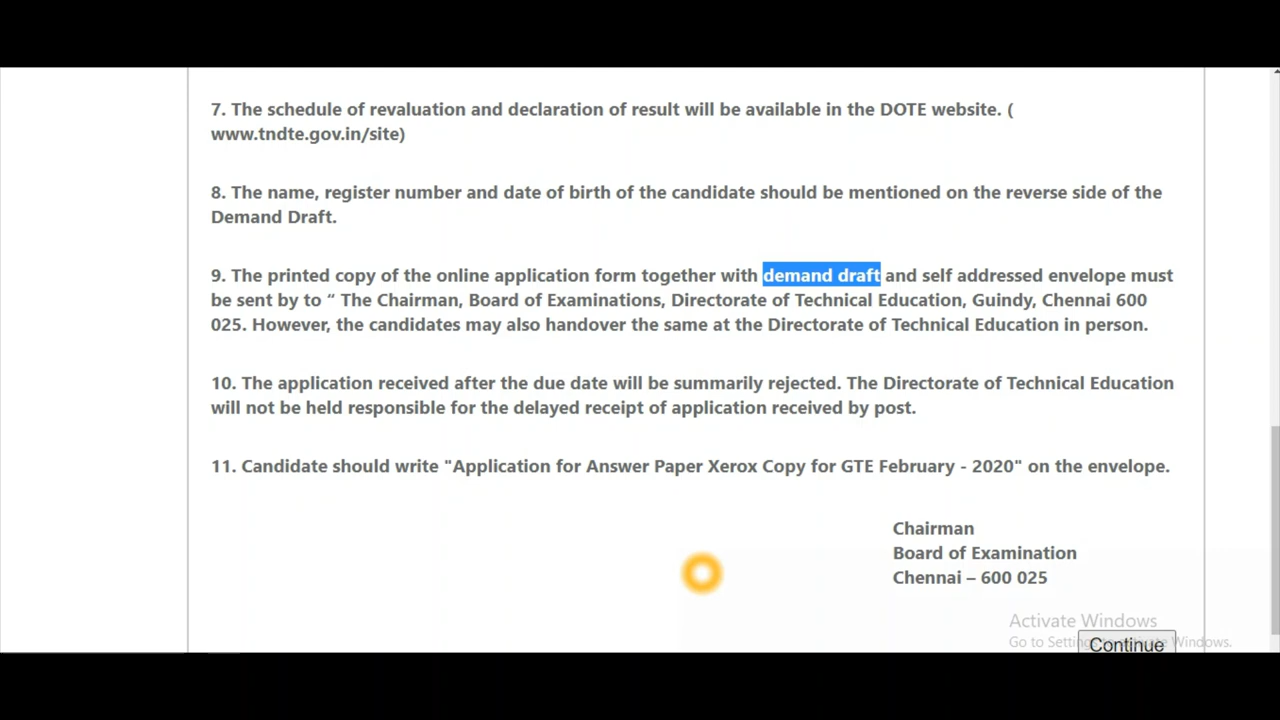 7. The schedule of revaluation and declaration of result will be available in the DOTE website. (
www.tndte.gov.in/site)
8. The name, register number and date of birth of the candidate should be mentioned on the reverse side of the
Demand Draft.
9. The printed copy of the online application form together with demand draft and self addressed envelope must
be sent by to “ The Chairman, Board of Examinations, Directorate of Technical Education, Guindy, Chennai 600
025. However, the candidates may also handover the same at the Directorate of Technical Education in person.
10. The application received after the due date will be summarily rejected. The Directorate of Technical Education
will not be held responsible for the delayed receipt of application received by post.
11. Candidate should write "Application for Answer Paper Xerox Copy for GTE February - 2020" on the envelope.
Chairman
Board of Examination
Chennai – 600 025
Activate Windows
Go to Settings to activate Windows.
Continue